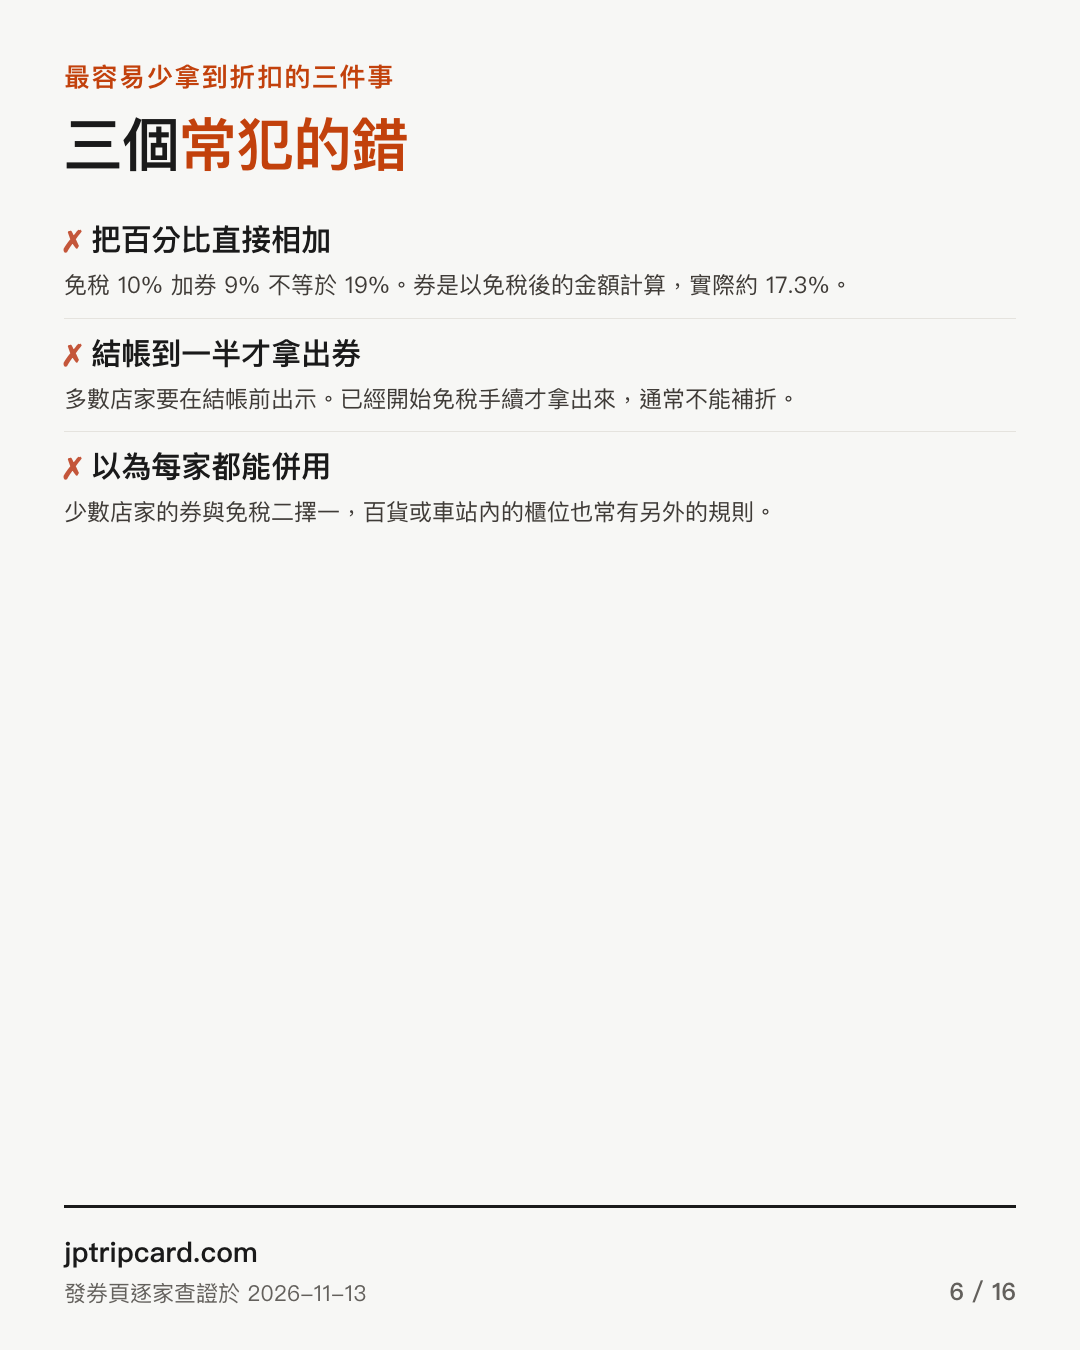 最容易少拿到折扣的三件事
三個常犯的錯
✗ 把百分比直接相加
免稅 10% 加券 9% 不等於 19%。券是以免稅後的金額計算，實際約 17.3%。
✗ 結帳到一半才拿出券
多數店家要在結帳前出示。已經開始免稅手續才拿出來，通常不能補折。
✗ 以為每家都能併用
少數店家的券與免稅二擇一，百貨或車站內的櫃位也常有另外的規則。
jptripcard.com
發券頁逐家查證於 2026-11-13
6 / 16